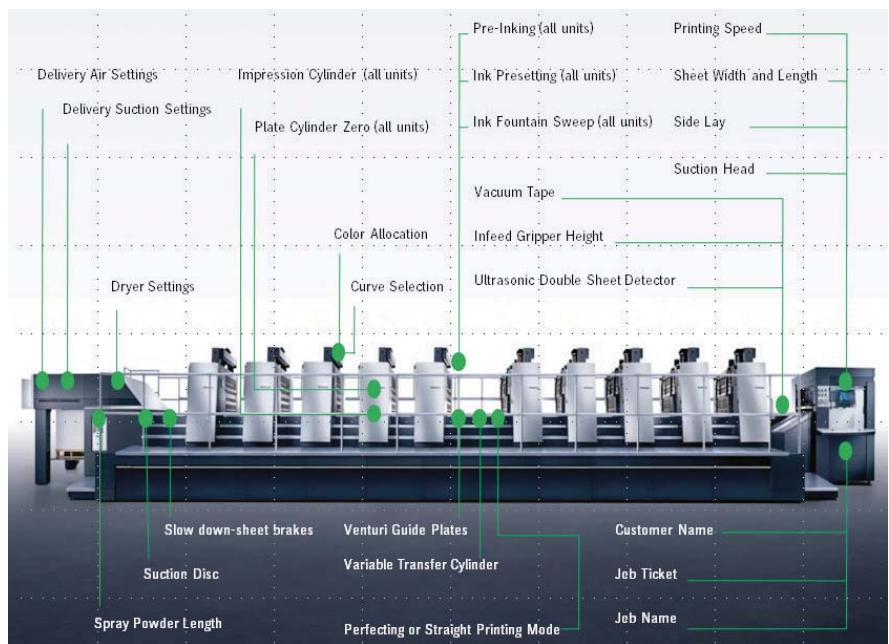 Pre-Inking (all units)
Printing Speed
Delivery Air Settings
Impression Cylinder (all units)
Ink Presetting (all units)
Sheet Width and Length
Delivery Suction Settings
Plate Cylinder Zero (all units)
Ink Fountain Sweep (all units)
Side Lay
Suction Head
Vacuum Tape
Color Allocation
Infeed Gripper Height
Dryer Settings
Curve Selection
Ultrasonic Double Sheet Detector
Slow down-sheet brakes
Venturi Guide Plates
Customer Name
Suction Disc
Variable Transfer Cylinder
Job Ticket
Spray Powder Length
Perfecting or Straight Printing Mode
Job Name